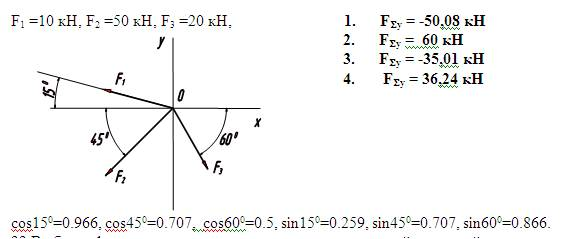 F₁ =10 кН, F₂ =50 кН, F₃ =20 кН,
1. FΣy = -50,08 кН
2. FΣy = 60 кН
3. FΣy = -35,01 кН
4. FΣy = 36,24 кН
y
F₁
0
15°
x
45°
60°
F₂
F₃
cos15⁰=0.966, cos45⁰=0.707, cos60⁰=0.5, sin15⁰=0.259, sin45⁰=0.707, sin60⁰=0.866.